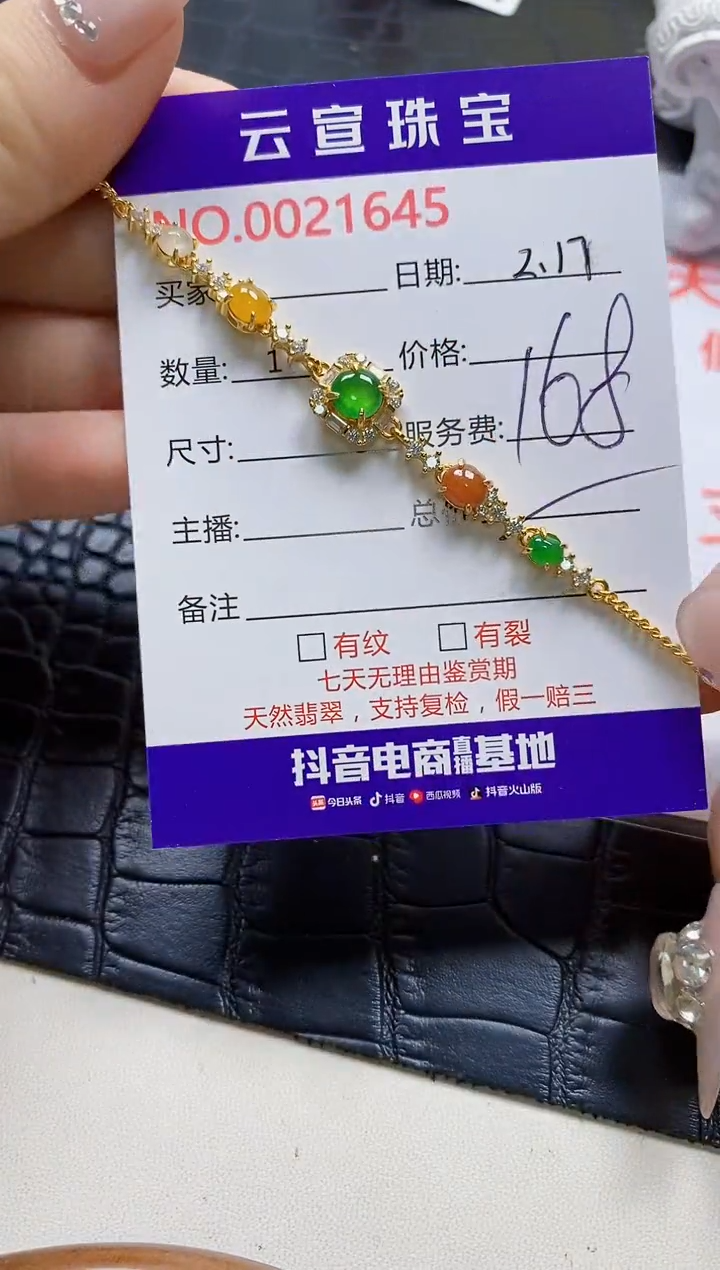 云宣珠宝
NO.0021645
买家
日期: 2.17
数量: 1
价格: 168
尺寸:
服务费:
主播:
总
备注
□有纹 □有裂
七天无理由鉴赏期
天然翡翠，支持复检，假一赔三
抖音电商直播基地
头条 今日头条 抖音 西瓜视频 抖音火山版